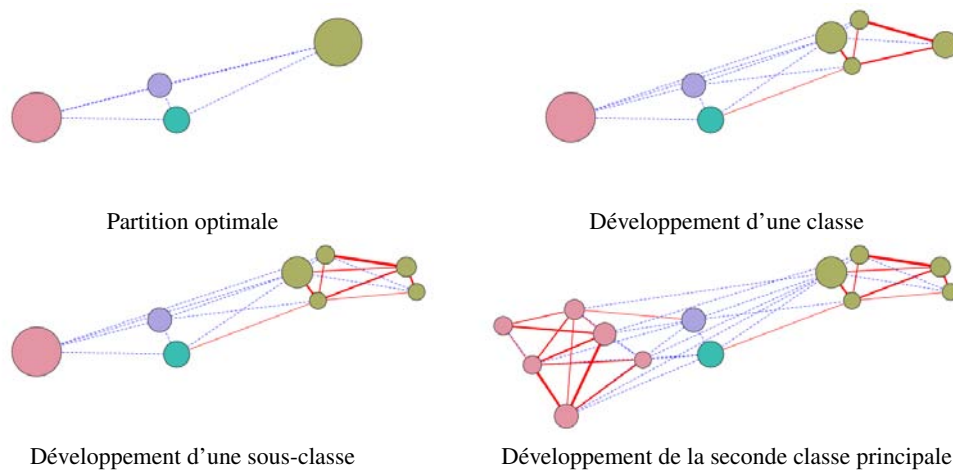 Partition optimale
Développement d’une classe
Développement d’une sous-classe
Développement de la seconde classe principale